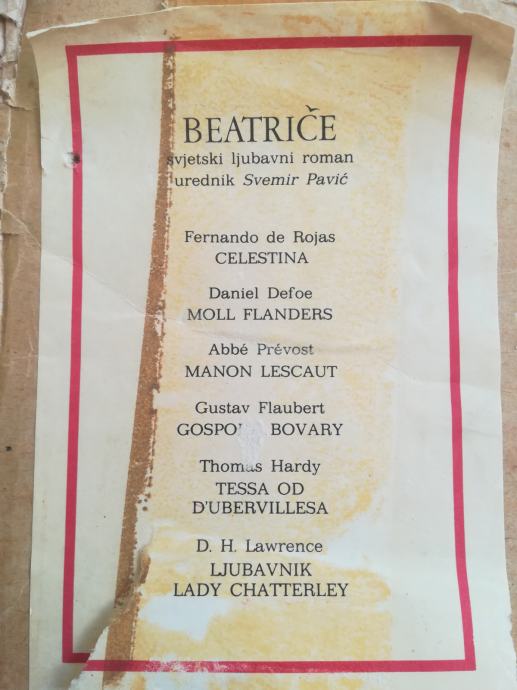 BEATRIČE
svjetski ljubavni roman
urednik Svemir Pavić
Fernando de Rojas
CELESTINA
Daniel Defoe
MOLL FLANDERS
Abbé Prévost
MANON LESCAUT
Gustav Flaubert
BOVARY
Thomas Hardy
TESSA OD
D'UBERVILLESA
D. H. Lawrence
LJUBAVNIK
LADY CHATTERLEY